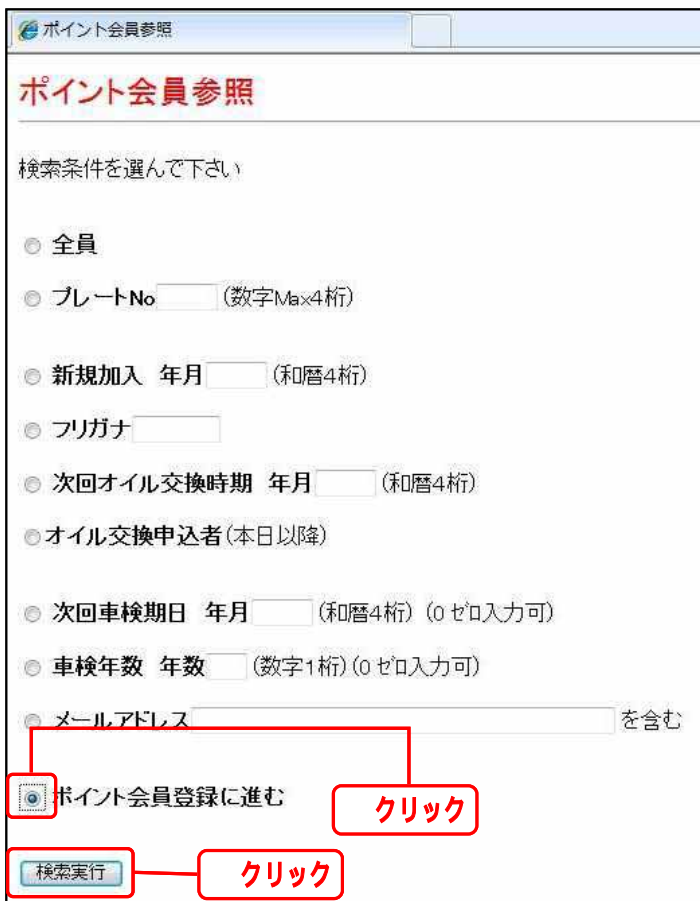 ポイント会員参照
ポイント会員参照
検索条件を選んで下さい
全員
プレートNo (数字Max4桁)
新規加入 年月 (和暦4桁)
フリガナ
次回オイル交換時期 年月 (和暦4桁)
オイル交換申込者(本日以降)
次回車検期日 年月 (和暦4桁) (0 ゼロ入力可)
車検年数 年数 (数字1桁)(0 ゼロ入力可)
メールアドレス を含む
ポイント会員登録に進む
クリック
検索実行
クリック